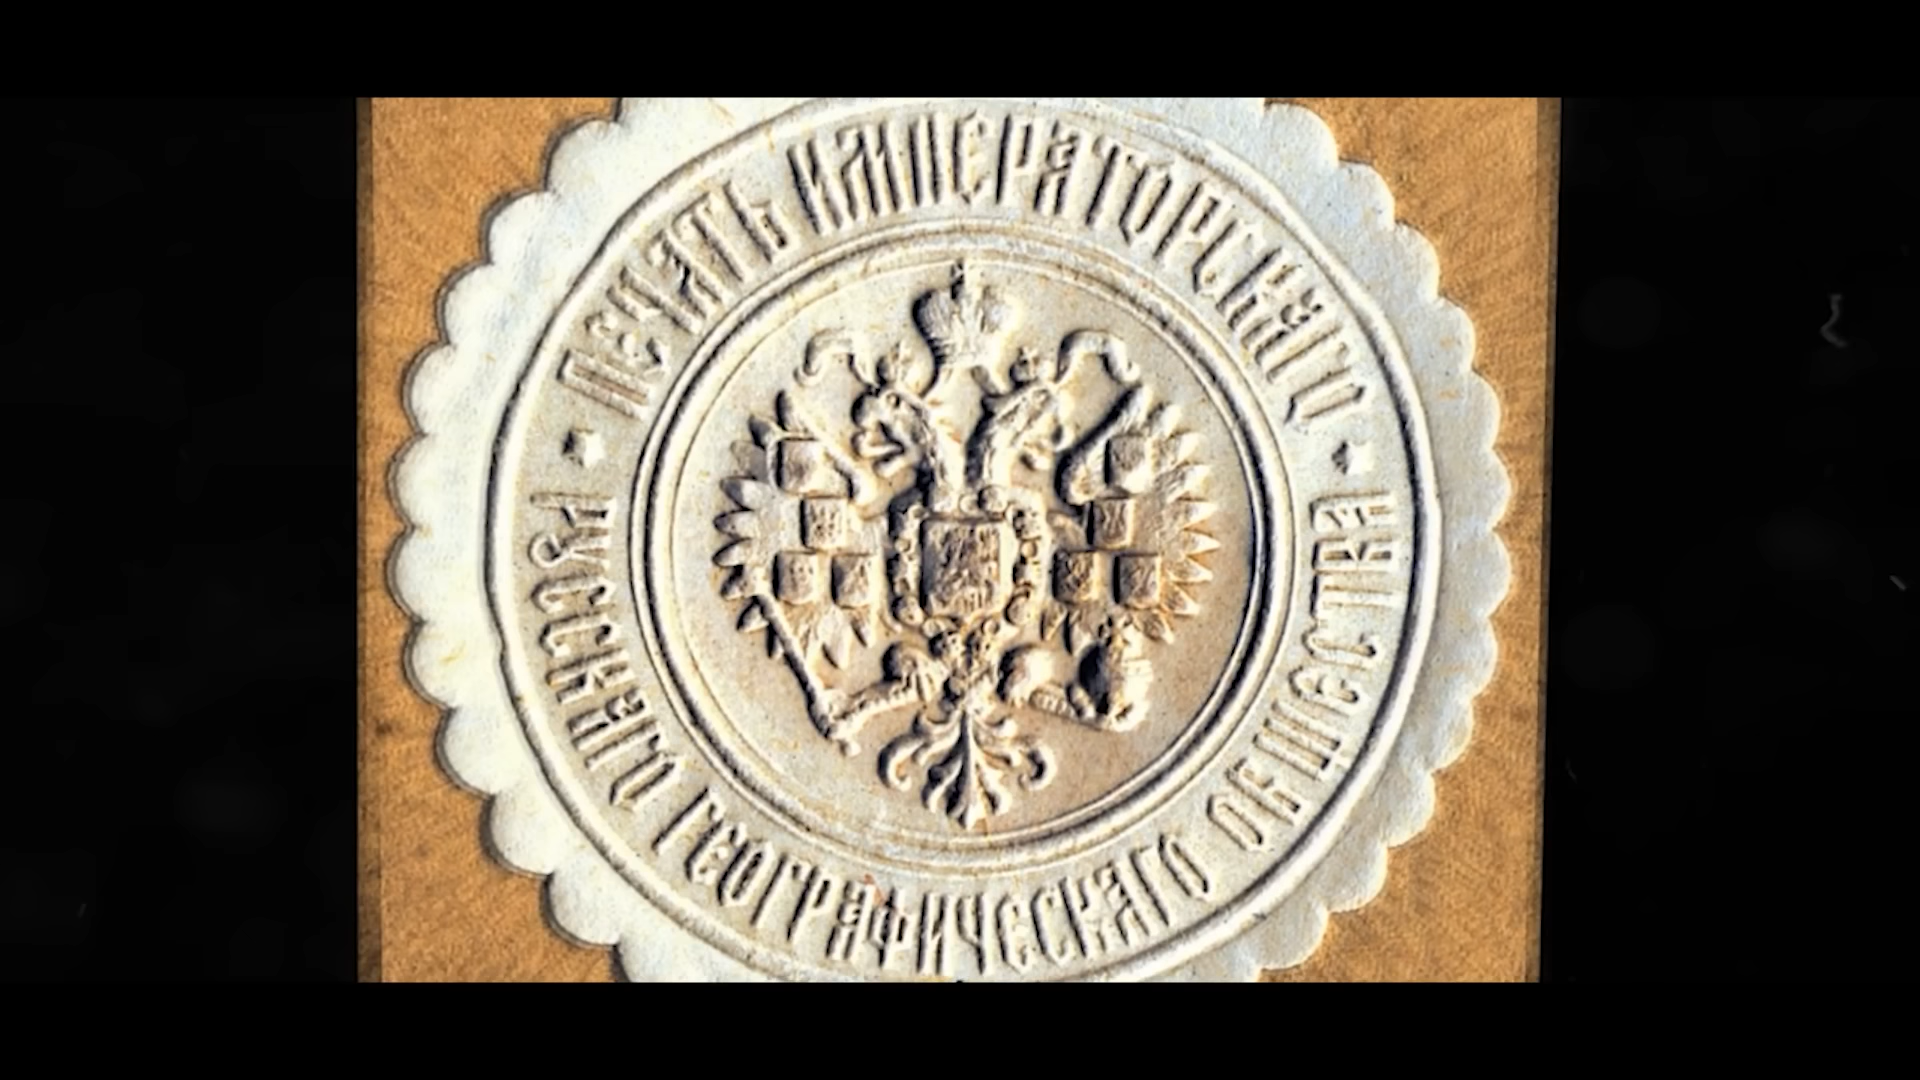 Печать Императорскаго
Русскаго Географическаго Общества